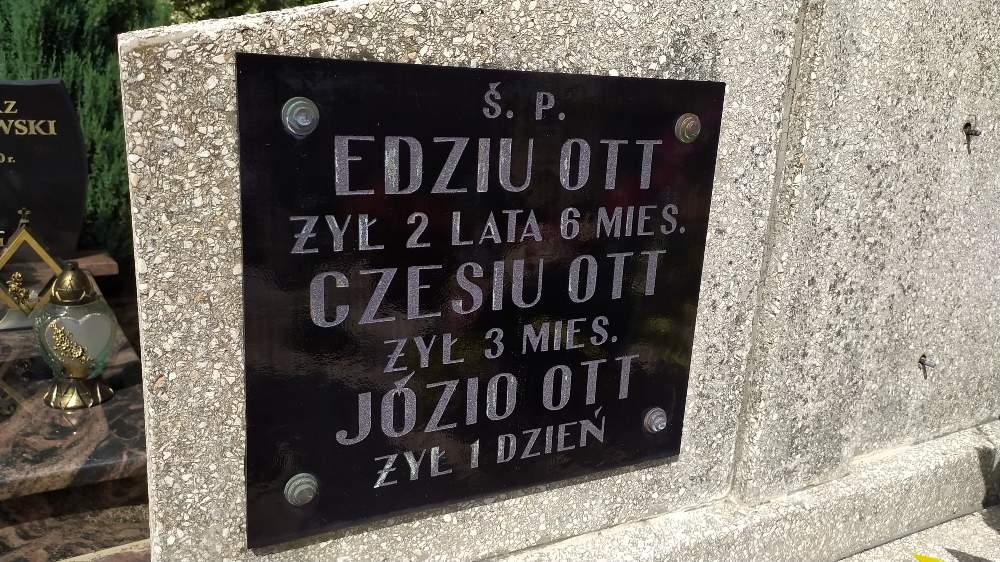 Ś. P.
EDZIU OTT
ŻYŁ 2 LATA 6 MIES.
CZESIU OTT
ŻYŁ 3 MIES.
JÓZIO OTT
ŻYŁ 1 DZIEŃ